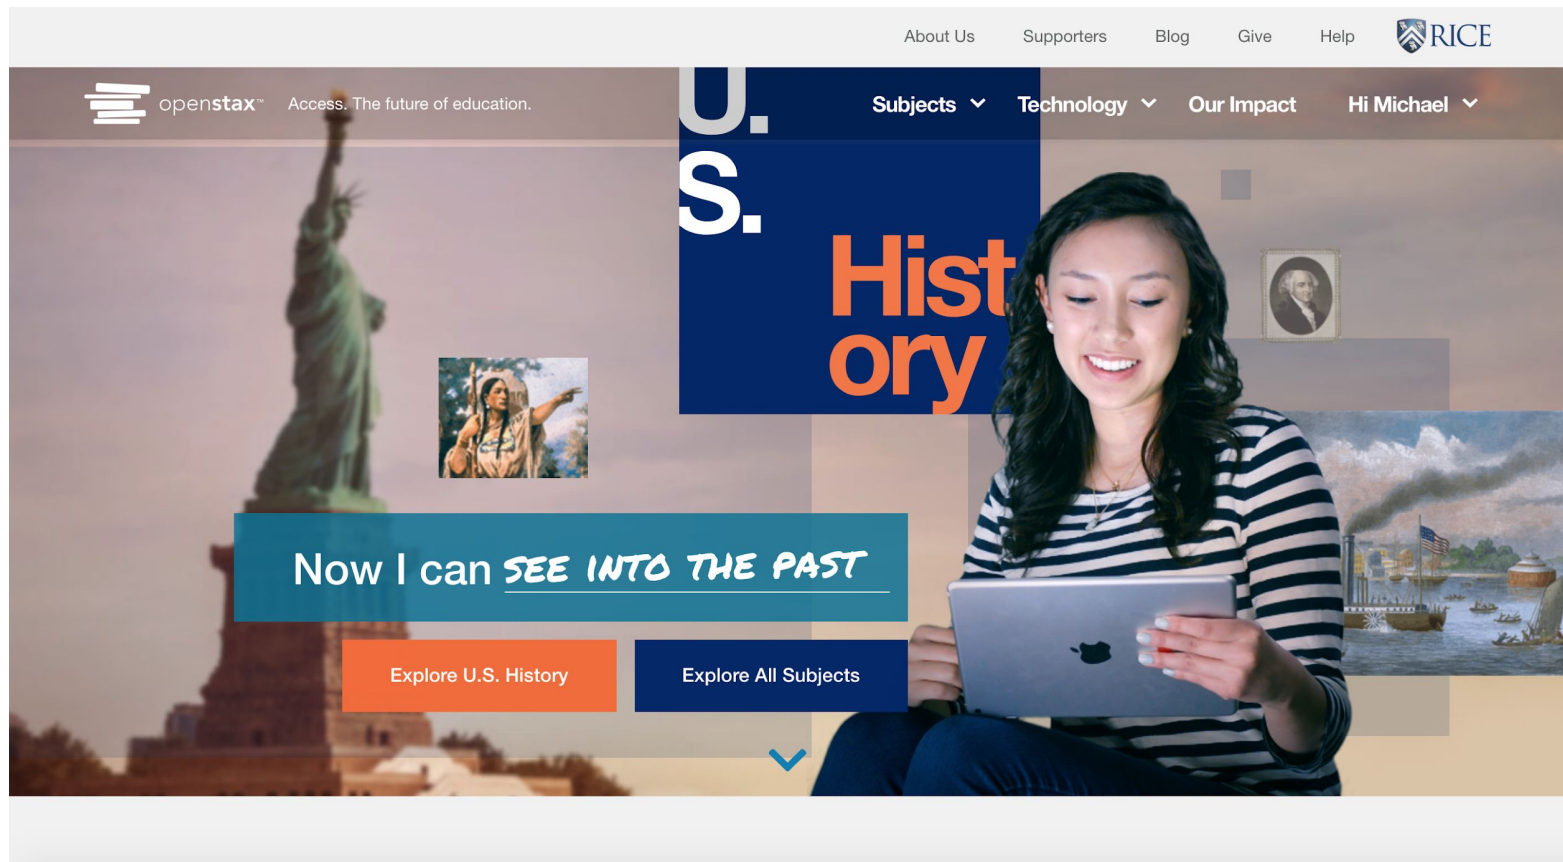 About Us Supporters Blog Give Help RICE
openstax™ Access. The future of education. Subjects Technology Our Impact Hi Michael
U.
S.
Hist
ory
Now I can SEE INTO THE PAST
Explore U.S. History Explore All Subjects